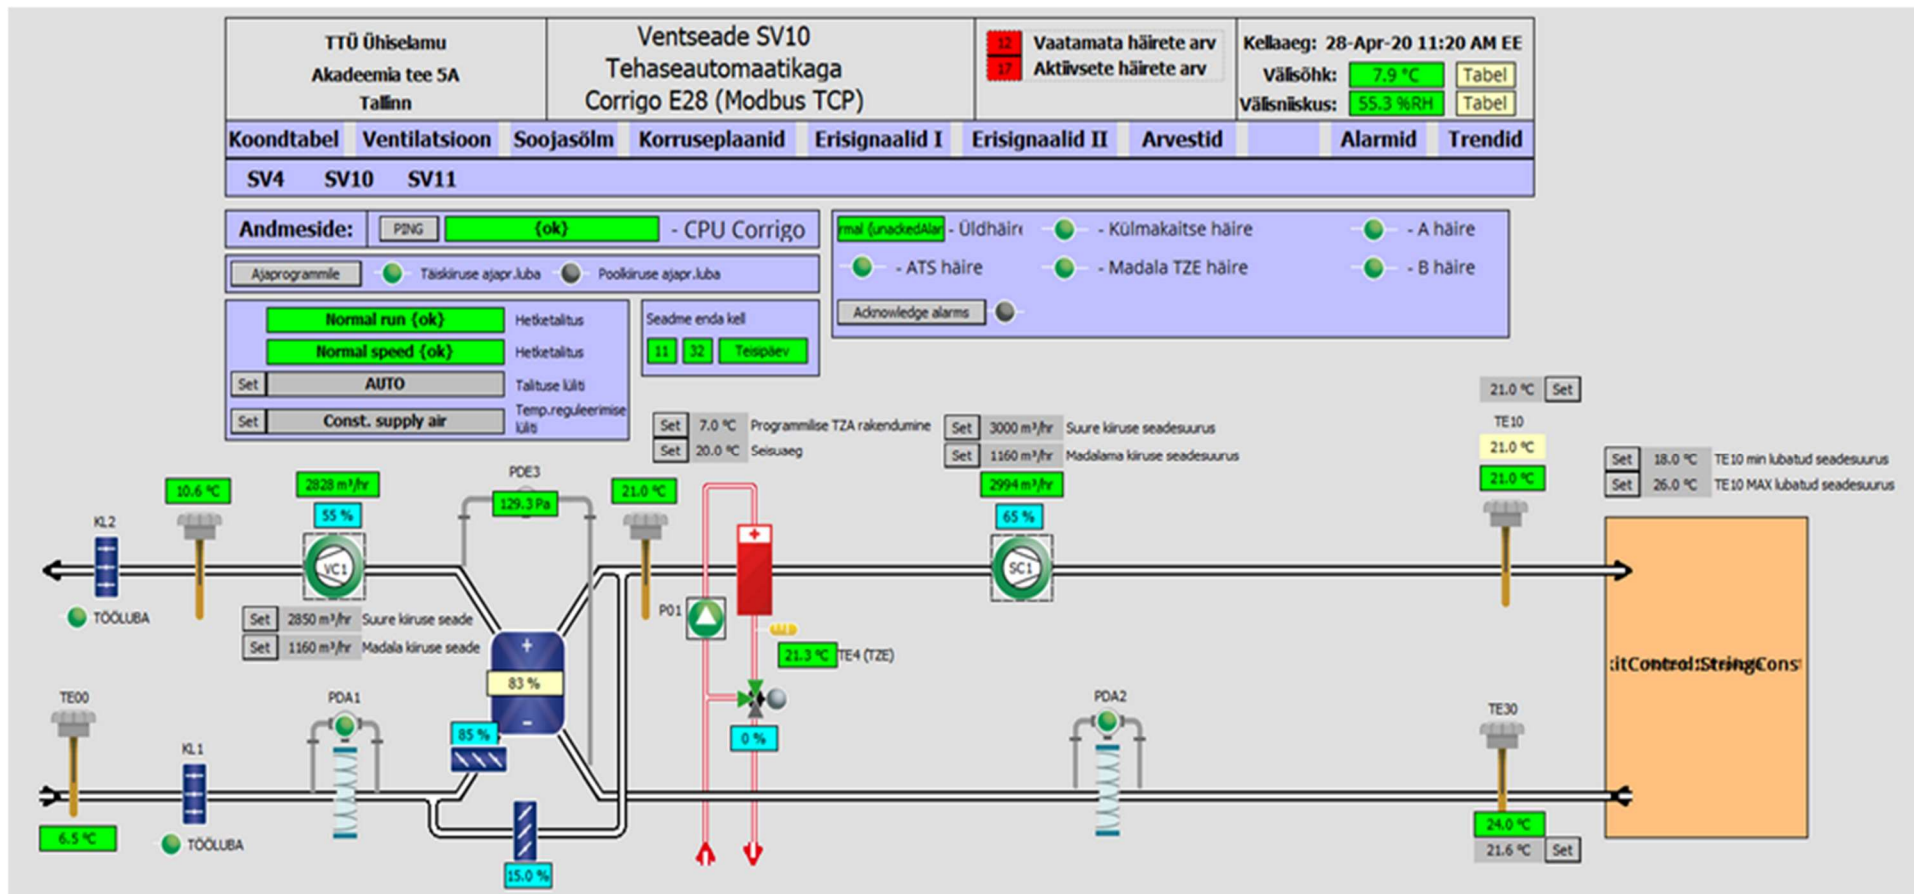 TTÜ Ühiselamu
Akadeemia tee 5A
Tallinn
Ventseade SV10
Tehaseautomaatikaga
Corrigo E28 (Modbus TCP)
12 Vaatamata häirete arv
17 Aktiivsete häirete arv
Kellaaeg: 28-Apr-20 11:20 AM EE
Välisõhk: 7.9 °C Tabel
Välisniiskus: 55.3 %RH Tabel
Koondtabel Ventilatsioon Soojasõlm Korruseplaanid Erisignaalid I Erisignaalid II Arvestid Alarmid Trendid
SV4 SV10 SV11
Andmeside: PING {ok} - CPU Corrigo
Ajaprogrammile Täiskiruse ajapr.luba Poolkiruse ajapr.luba
rmal {unackedAlar - Üldhäire - Külmakaitse häire - A häire
- ATS häire - Madala TZE häire - B häire
Acknowledge alarms
Normal run {ok} Hetketalitus
Normal speed {ok} Hetketalitus
Set AUTO Talituse lüliti
Set Const. supply air Temp.reguleerimise lüliti
Seadme enda kell
11 32 Teisipäev
Set 7.0 °C Programmilise TZA rakendumine
Set 20.0 °C Seisuaeg
Set 3000 m³/hr Suure kiiruse seadesuurus
Set 1160 m³/hr Madalama kiiruse seadesuurus
21.0 °C Set
TE10
21.0 °C
21.0 °C
Set 18.0 °C TE10 min lubatud seadesuurus
Set 26.0 °C TE10 MAX lubatud seadesuurus
KL2
10.6 °C
2828 m³/hr
55 %
VC1
PDE3
129.3 Pa
21.0 °C
2994 m³/hr
65 %
SC1
TÖÖLUBA
Set 2850 m³/hr Suure kiiruse seade
Set 1160 m³/hr Madala kiiruse seade
P01
+
83 %
-
21.3 °C TE4 (TZE)
:itControl:StringCons
TE00
KL1
PDA1
85 %
0 %
PDA2
TE30
6.5 °C
TÖÖLUBA
15.0 %
24.0 °C
21.6 °C Set